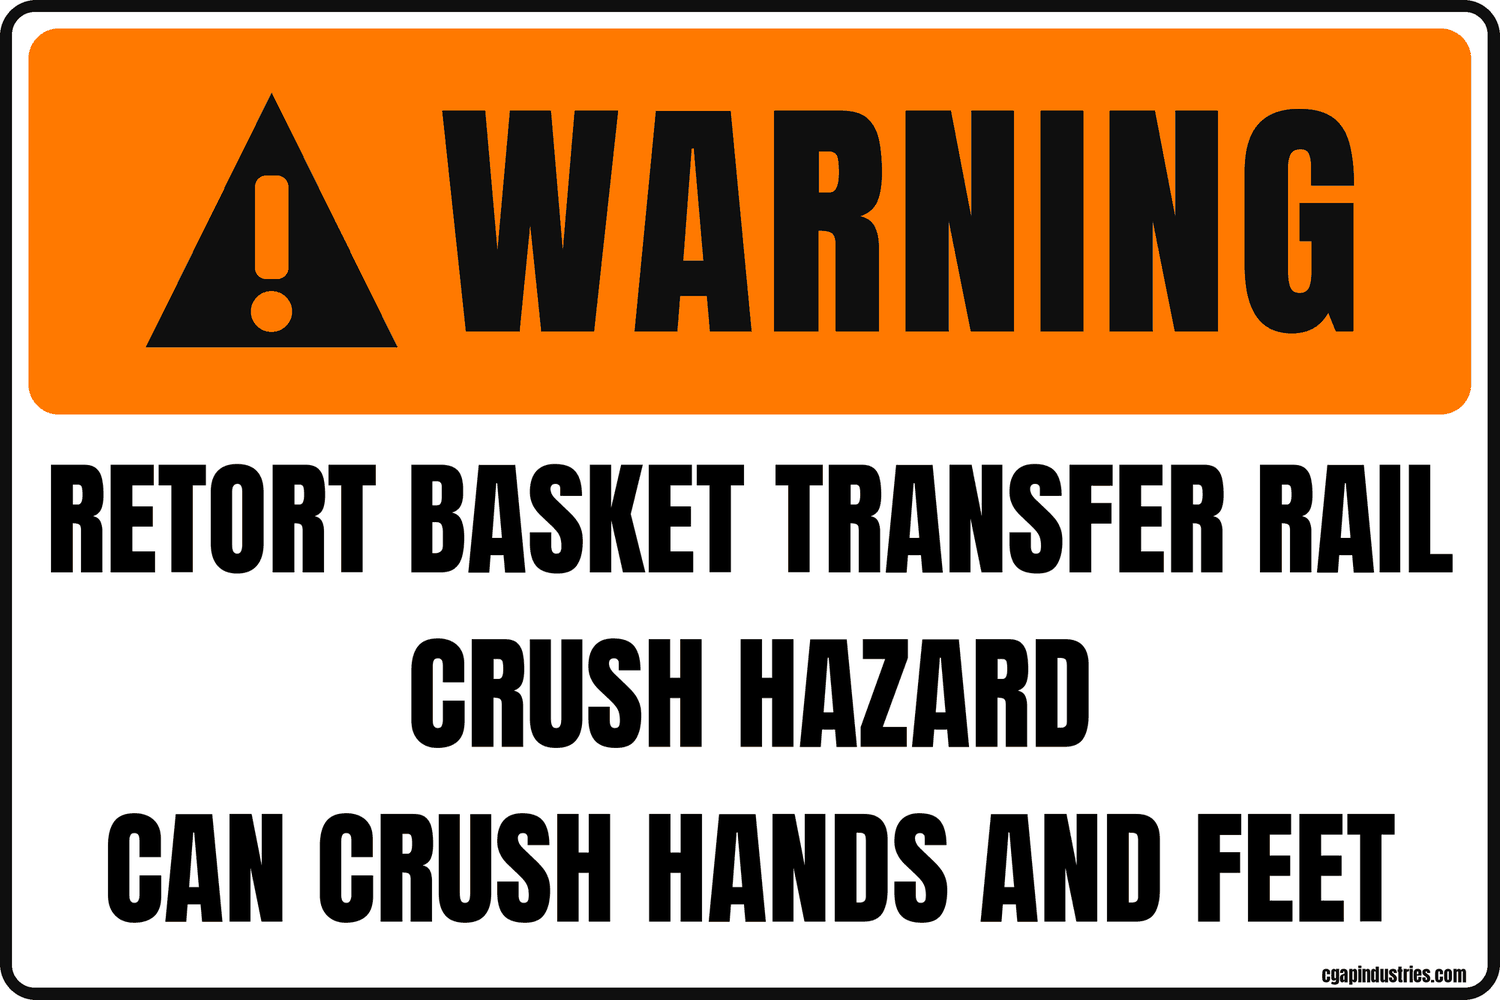 WARNING
RETORT BASKET TRANSFER RAIL
CRUSH HAZARD
CAN CRUSH HANDS AND FEET
cgapindustries.com